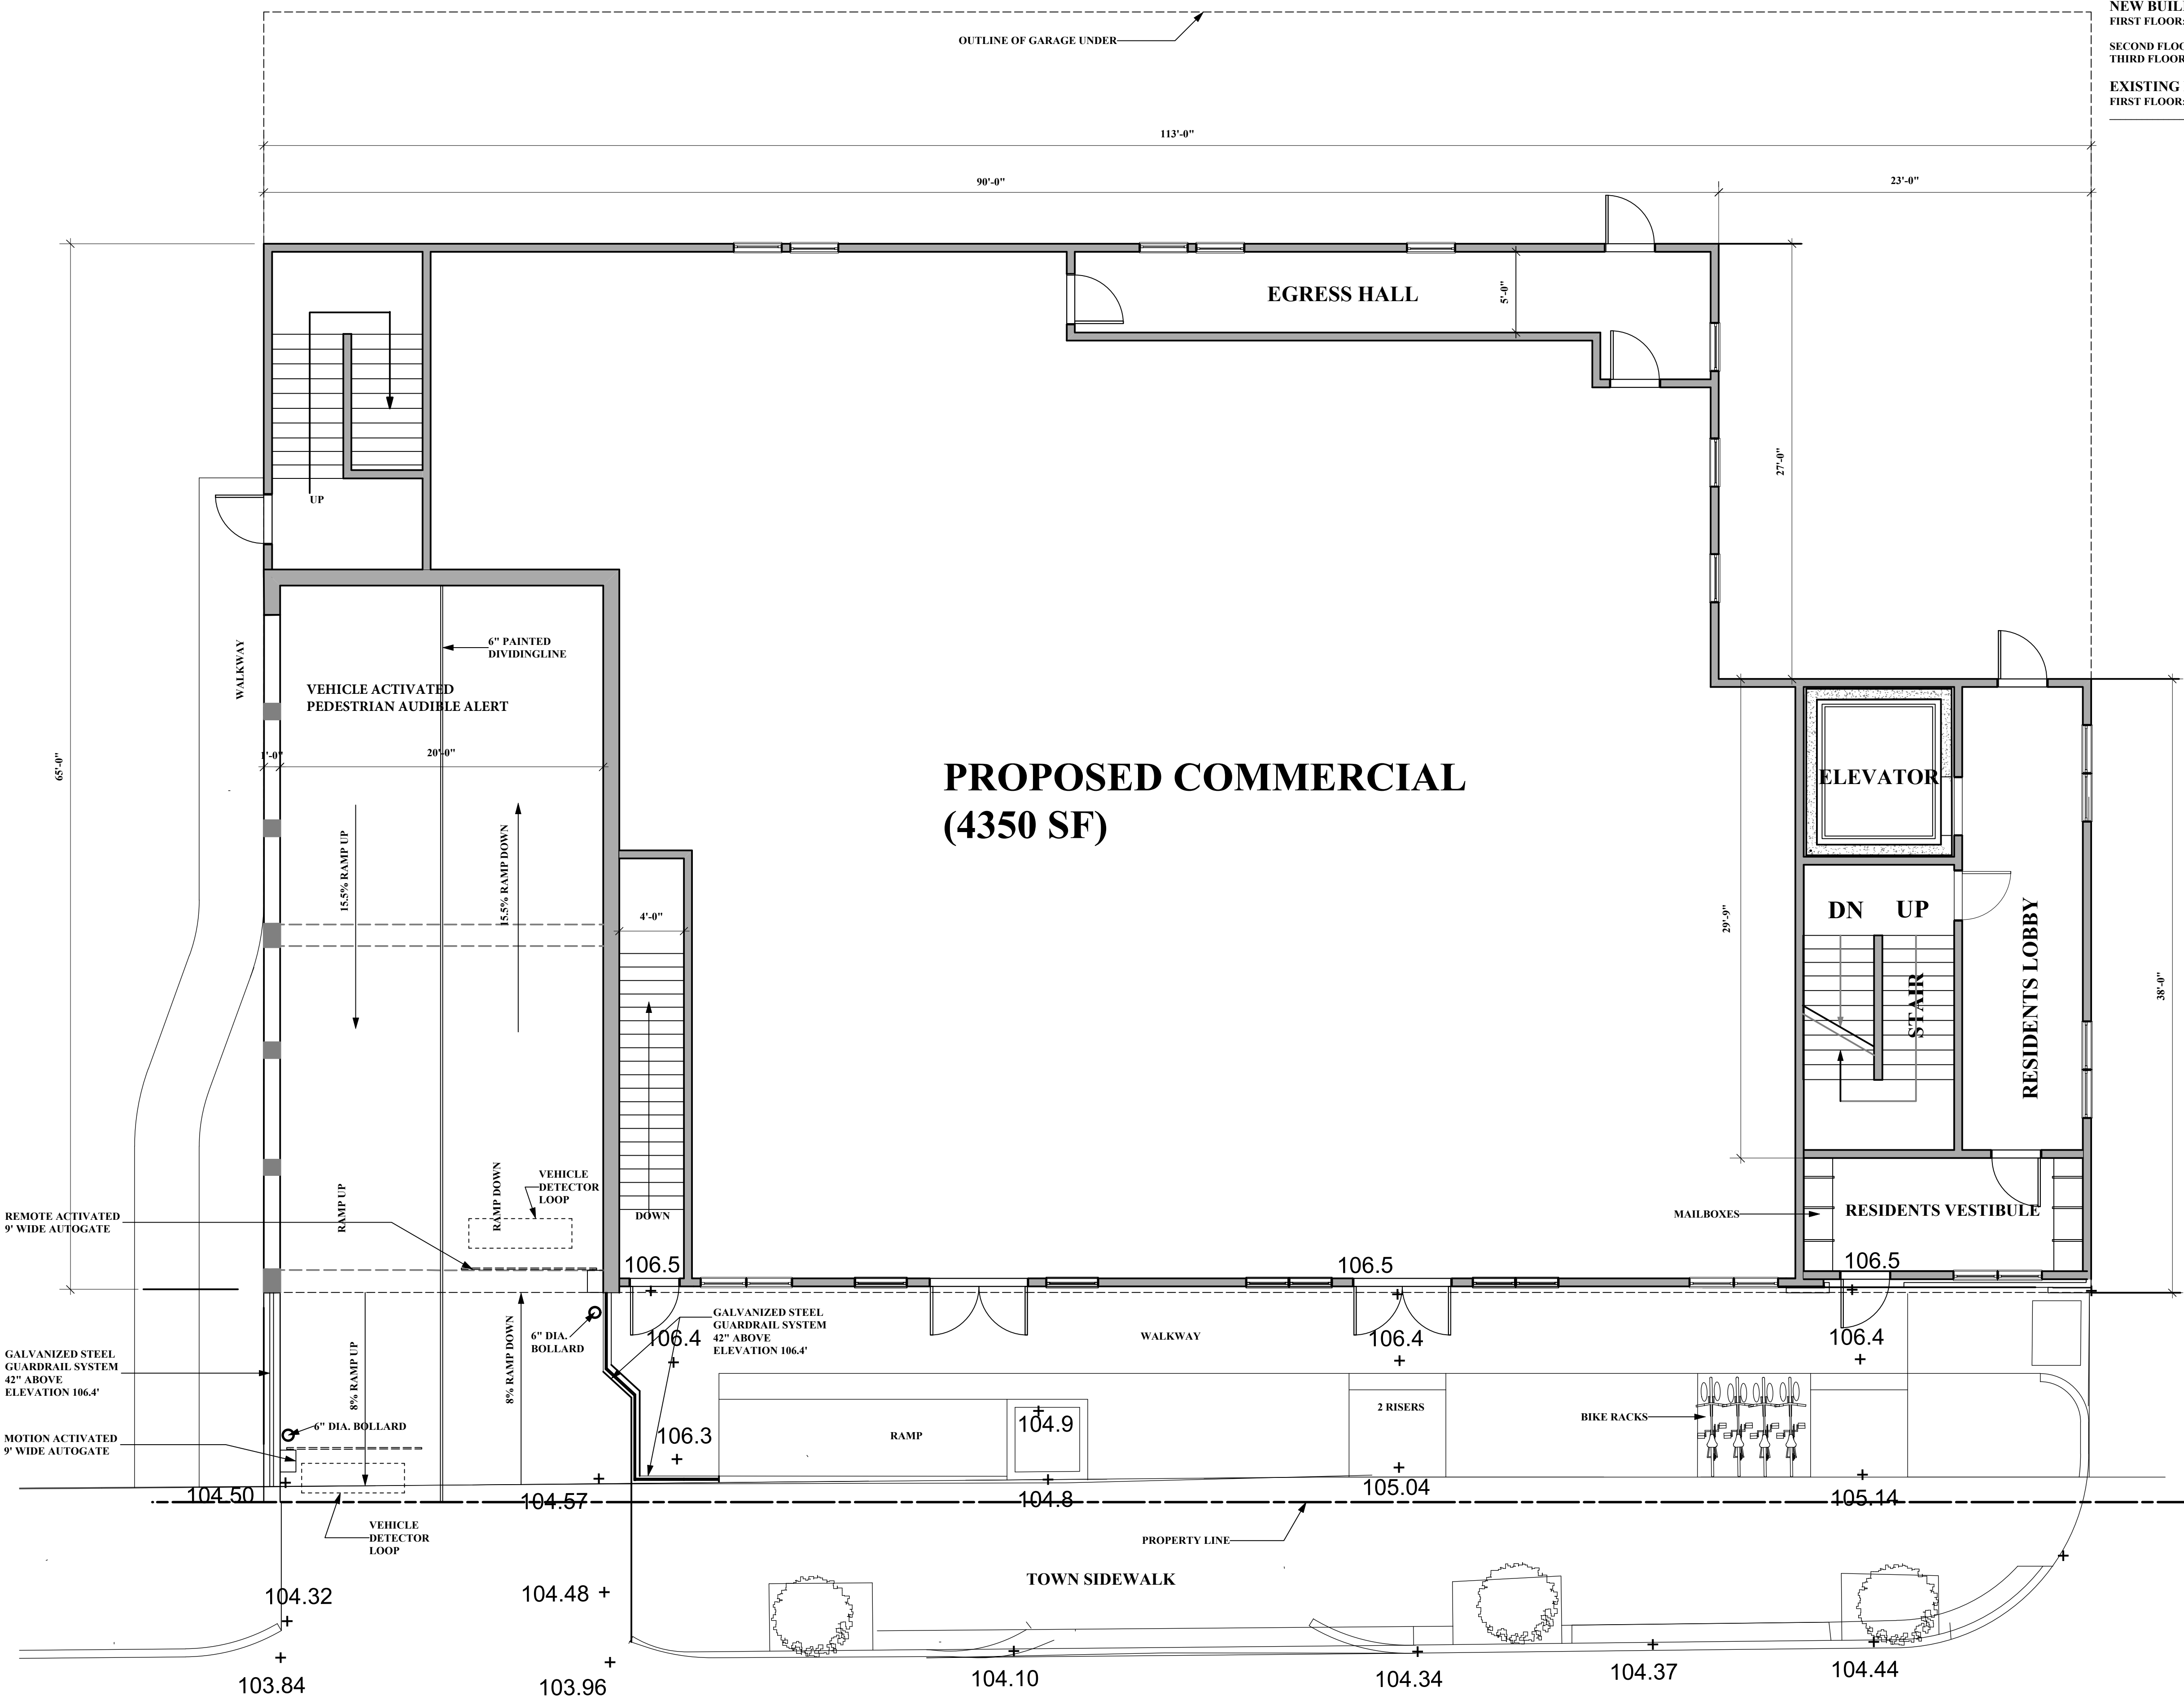 NEW BUIL
FIRST FLOOR:
SECOND FLOO
THIRD FLOOR
EXISTING
FIRST FLOOR:
OUTLINE OF GARAGE UNDER
113'-0"
90'-0"
23'-0"
EGRESS HALL
5'-0"
27'-0"
UP
WALKWAY
6" PAINTED
DIVIDINGLINE
VEHICLE ACTIVATED
PEDESTRIAN AUDIBLE ALERT
65'-0"
1'-0"
20'-0"
PROPOSED COMMERCIAL
(4350 SF)
ELEVATOR
15.5% RAMP UP
15.5% RAMP DOWN
4'-0"
29'-9"
DN
UP
STAIR
RESIDENTS LOBBY
38'-0"
RAMP UP
RAMP DOWN
VEHICLE
DETECTOR
LOOP
REMOTE ACTIVATED
9' WIDE AUTOGATE
DOWN
MAILBOXES
RESIDENTS VESTIBULE
106.5
106.5
106.5
GALVANIZED STEEL
GUARDRAIL SYSTEM
42" ABOVE
ELEVATION 106.4'
6" DIA.
BOLLARD
106.4
WALKWAY
106.4
106.4
GALVANIZED STEEL
GUARDRAIL SYSTEM
42" ABOVE
ELEVATION 106.4'
8% RAMP UP
8% RAMP DOWN
2 RISERS
BIKE RACKS
6" DIA. BOLLARD
MOTION ACTIVATED
9' WIDE AUTOGATE
106.3
RAMP
104.9
104.50
104.57
104.8
105.04
105.14
VEHICLE
DETECTOR
LOOP
PROPERTY LINE
TOWN SIDEWALK
104.32
104.48
103.84
103.96
104.10
104.34
104.37
104.44